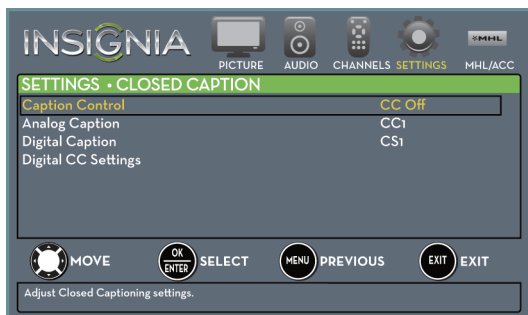 INSIGNIA
PICTURE AUDIO CHANNELS SETTINGS MHL MHL/ACC
SETTINGS • CLOSED CAPTION
Caption Control CC Off
Analog Caption CC1
Digital Caption CS1
Digital CC Settings
MOVE OK ENTER SELECT MENU PREVIOUS EXIT EXIT
Adjust Closed Captioning settings.